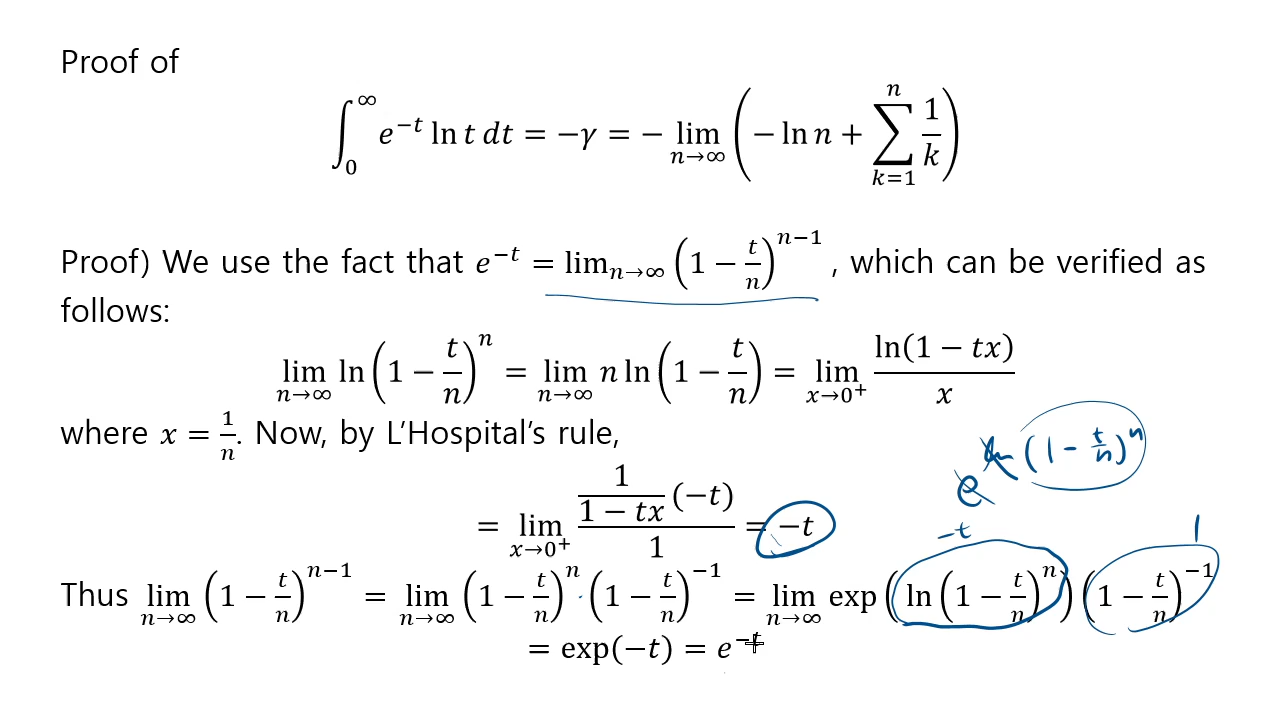 Proof of
∫₀^∞ e^{−t} ln t dt = −γ = − lim_{n→∞} (− ln n + ∑_{k=1}^{n} 1/k)
Proof) We use the fact that e^{−t} = lim_{n→∞} (1 − t/n)^{n−1} , which can be verified as
follows:
lim_{n→∞} ln (1 − t/n)^n = lim_{n→∞} n ln (1 − t/n) = lim_{x→0⁺} ln(1 − tx)/x
where x = 1/n. Now, by L'Hospital's rule,
e^{ln (1 − t/n)^n}
= lim_{x→0⁺} (1/(1 − tx) (−t))/1 = −t
−t
1
Thus lim_{n→∞} (1 − t/n)^{n−1} = lim_{n→∞} (1 − t/n)^n · (1 − t/n)^{−1} = lim_{n→∞} exp (ln (1 − t/n)^n) (1 − t/n)^{−1}
= exp(−t) = e^{−t}